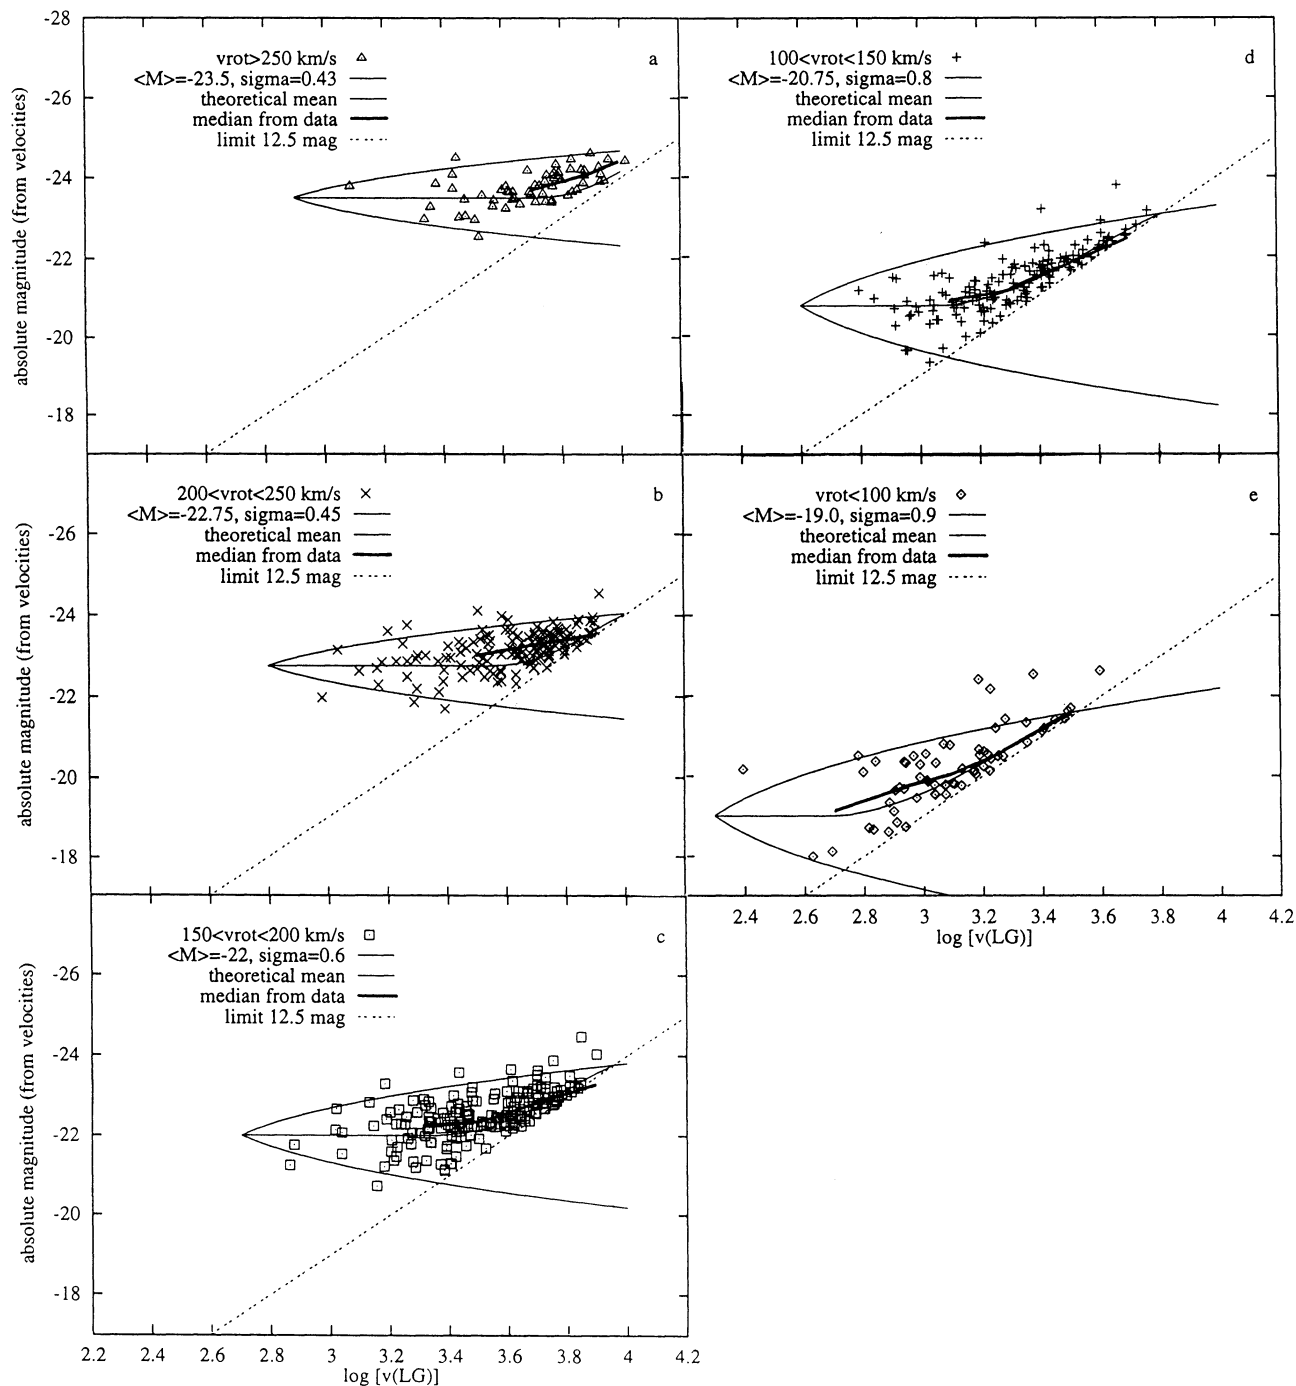 -28
-26
-24
-22
-20
-18
absolute magnitude (from velocities)
vrot>250 km/s
<M>=-23.5, sigma=0.43
theoretical mean
median from data
limit 12.5 mag
a
100<vrot<150 km/s
<M>=-20.75, sigma=0.8
theoretical mean
median from data
limit 12.5 mag
d
-26
-24
-22
-20
-18
absolute magnitude (from velocities)
200<vrot<250 km/s
<M>=-22.75, sigma=0.45
theoretical mean
median from data
limit 12.5 mag
b
vrot<100 km/s
<M>=-19.0, sigma=0.9
theoretical mean
median from data
limit 12.5 mag
e
2.4 2.6 2.8 3 3.2 3.4 3.6 3.8 4 4.2
log [v(LG)]
-26
-24
-22
-20
-18
absolute magnitude (from velocities)
150<vrot<200 km/s
<M>=-22, sigma=0.6
theoretical mean
median from data
limit 12.5 mag
c
2.2 2.4 2.6 2.8 3 3.2 3.4 3.6 3.8 4 4.2
log [v(LG)]